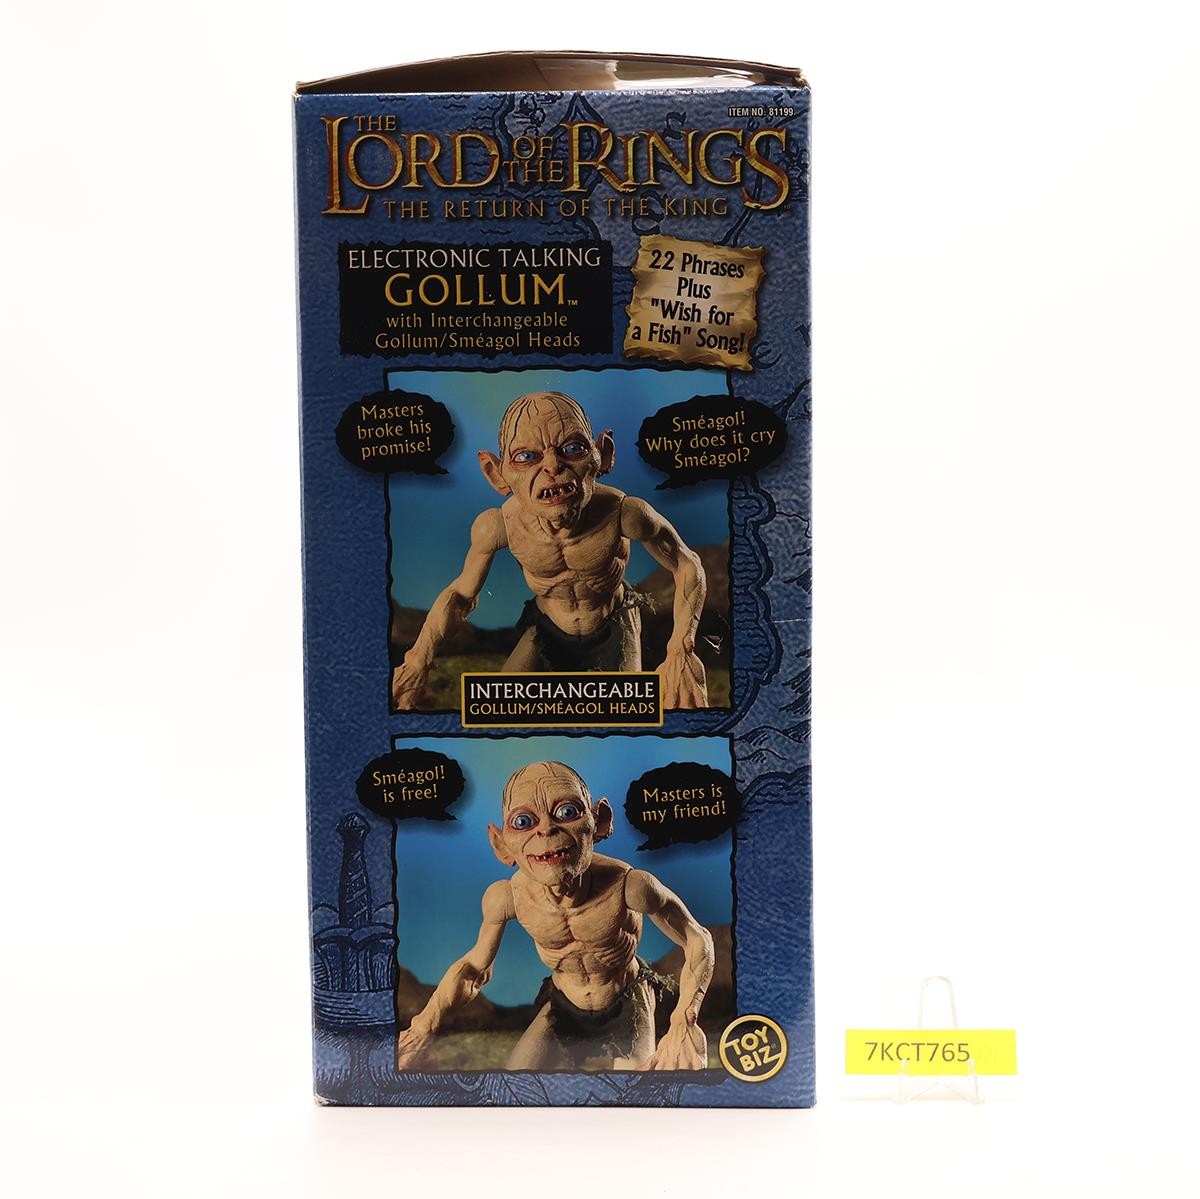 ITEM NO: 81199
THE
LORD OF THE RINGS
THE RETURN OF THE KING
ELECTRONIC TALKING
GOLLUM™
with Interchangeable
Gollum/Sméagol Heads
22 Phrases
Plus
"Wish for
a Fish" Song!
Masters
broke his
promise!
Sméagol!
Why does it cry
Sméagol?
INTERCHANGEABLE
GOLLUM/SMÉAGOL HEADS
Sméagol!
is free!
Masters is
my friend!
TOY
BIZ®
7KCT765